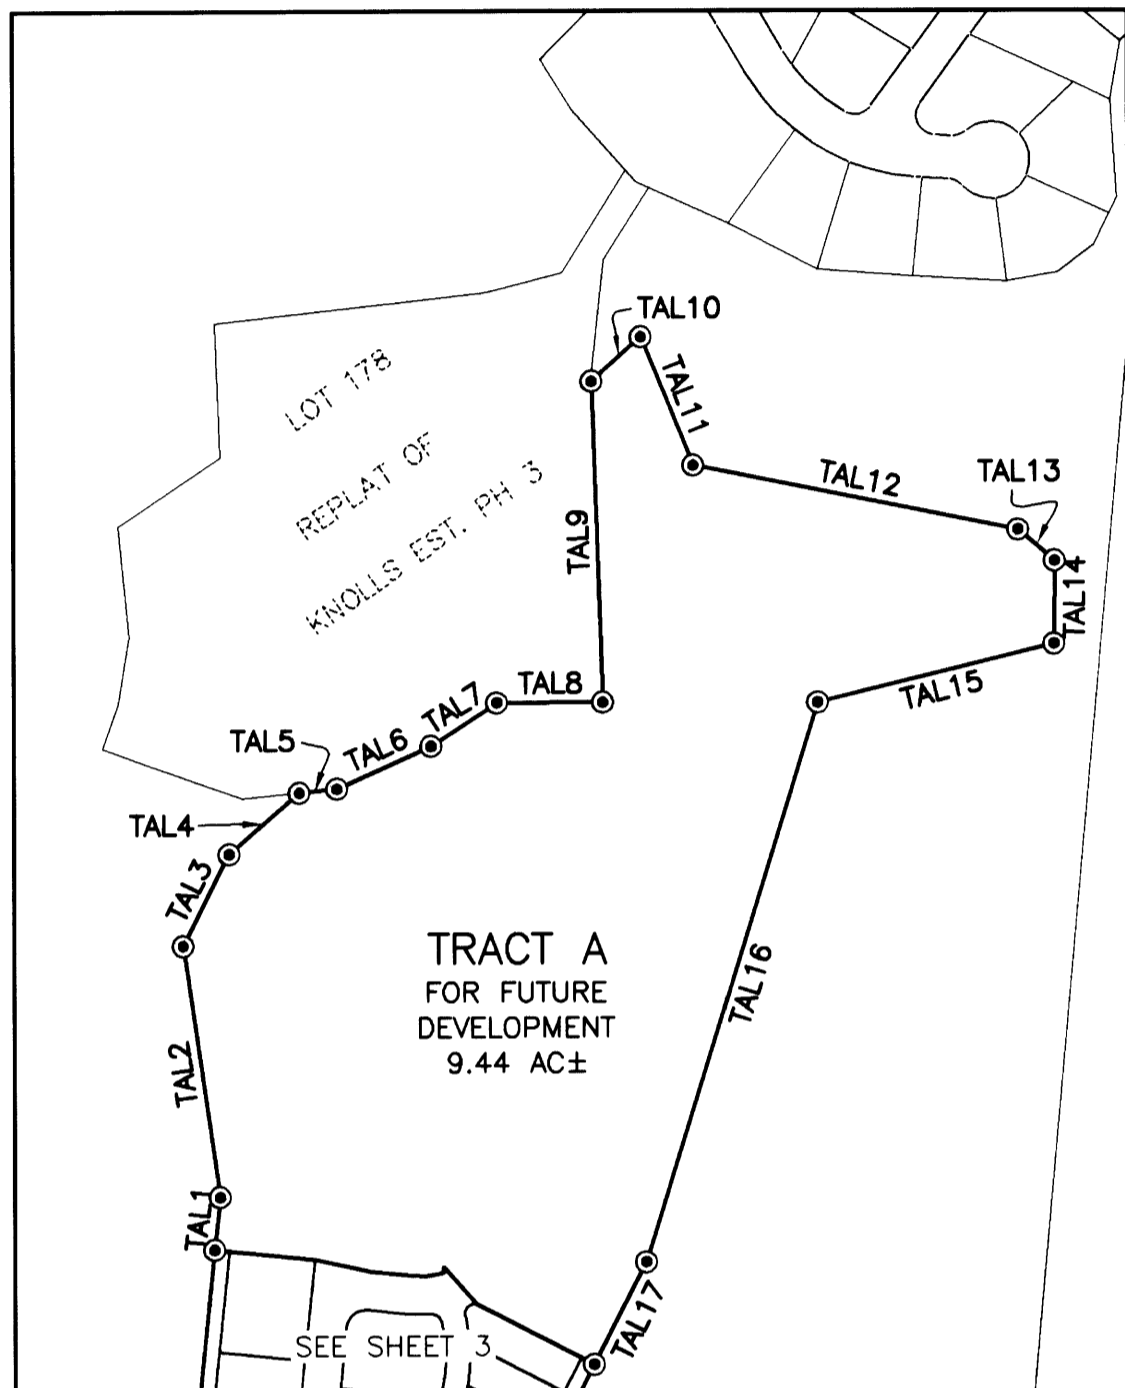 TAL10
LOT 178
TAL11
REPLAT OF
TAL12
TAL13
KNOLLS EST. PH 3
TAL9
TAL14
TAL8
TAL15
TAL7
TAL5
TAL6
TAL4
TAL3
TRACT A
FOR FUTURE
DEVELOPMENT
9.44 AC±
TAL16
TAL2
TAL1
TAL17
SEE SHEET 3